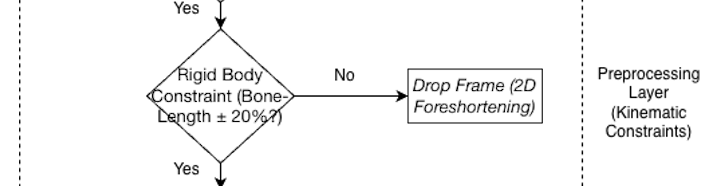 Yes
Rigid Body
Constraint (Bone-
Length ± 20%?)
No
Drop Frame (2D
Foreshortening)
Preprocessing
Layer
(Kinematic
Constraints)
Yes